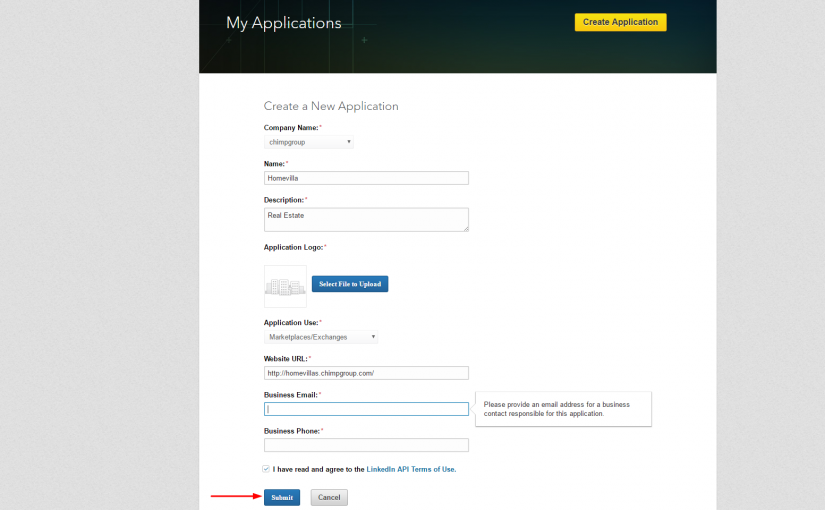 My Applications
Create Application
Create a New Application
Company Name:*
chimpgroup
Name:*
Homevilla
Description:*
Real Estate
Application Logo:*
Select File to Upload
Application Use:*
Marketplaces/Exchanges
Website URL:*
http://homevillas.chimpgroup.com/
Business Email:*
Please provide an email address for a business
contact responsible for this application.
Business Phone:*
I have read and agree to the LinkedIn API Terms of Use.
Submit
Cancel